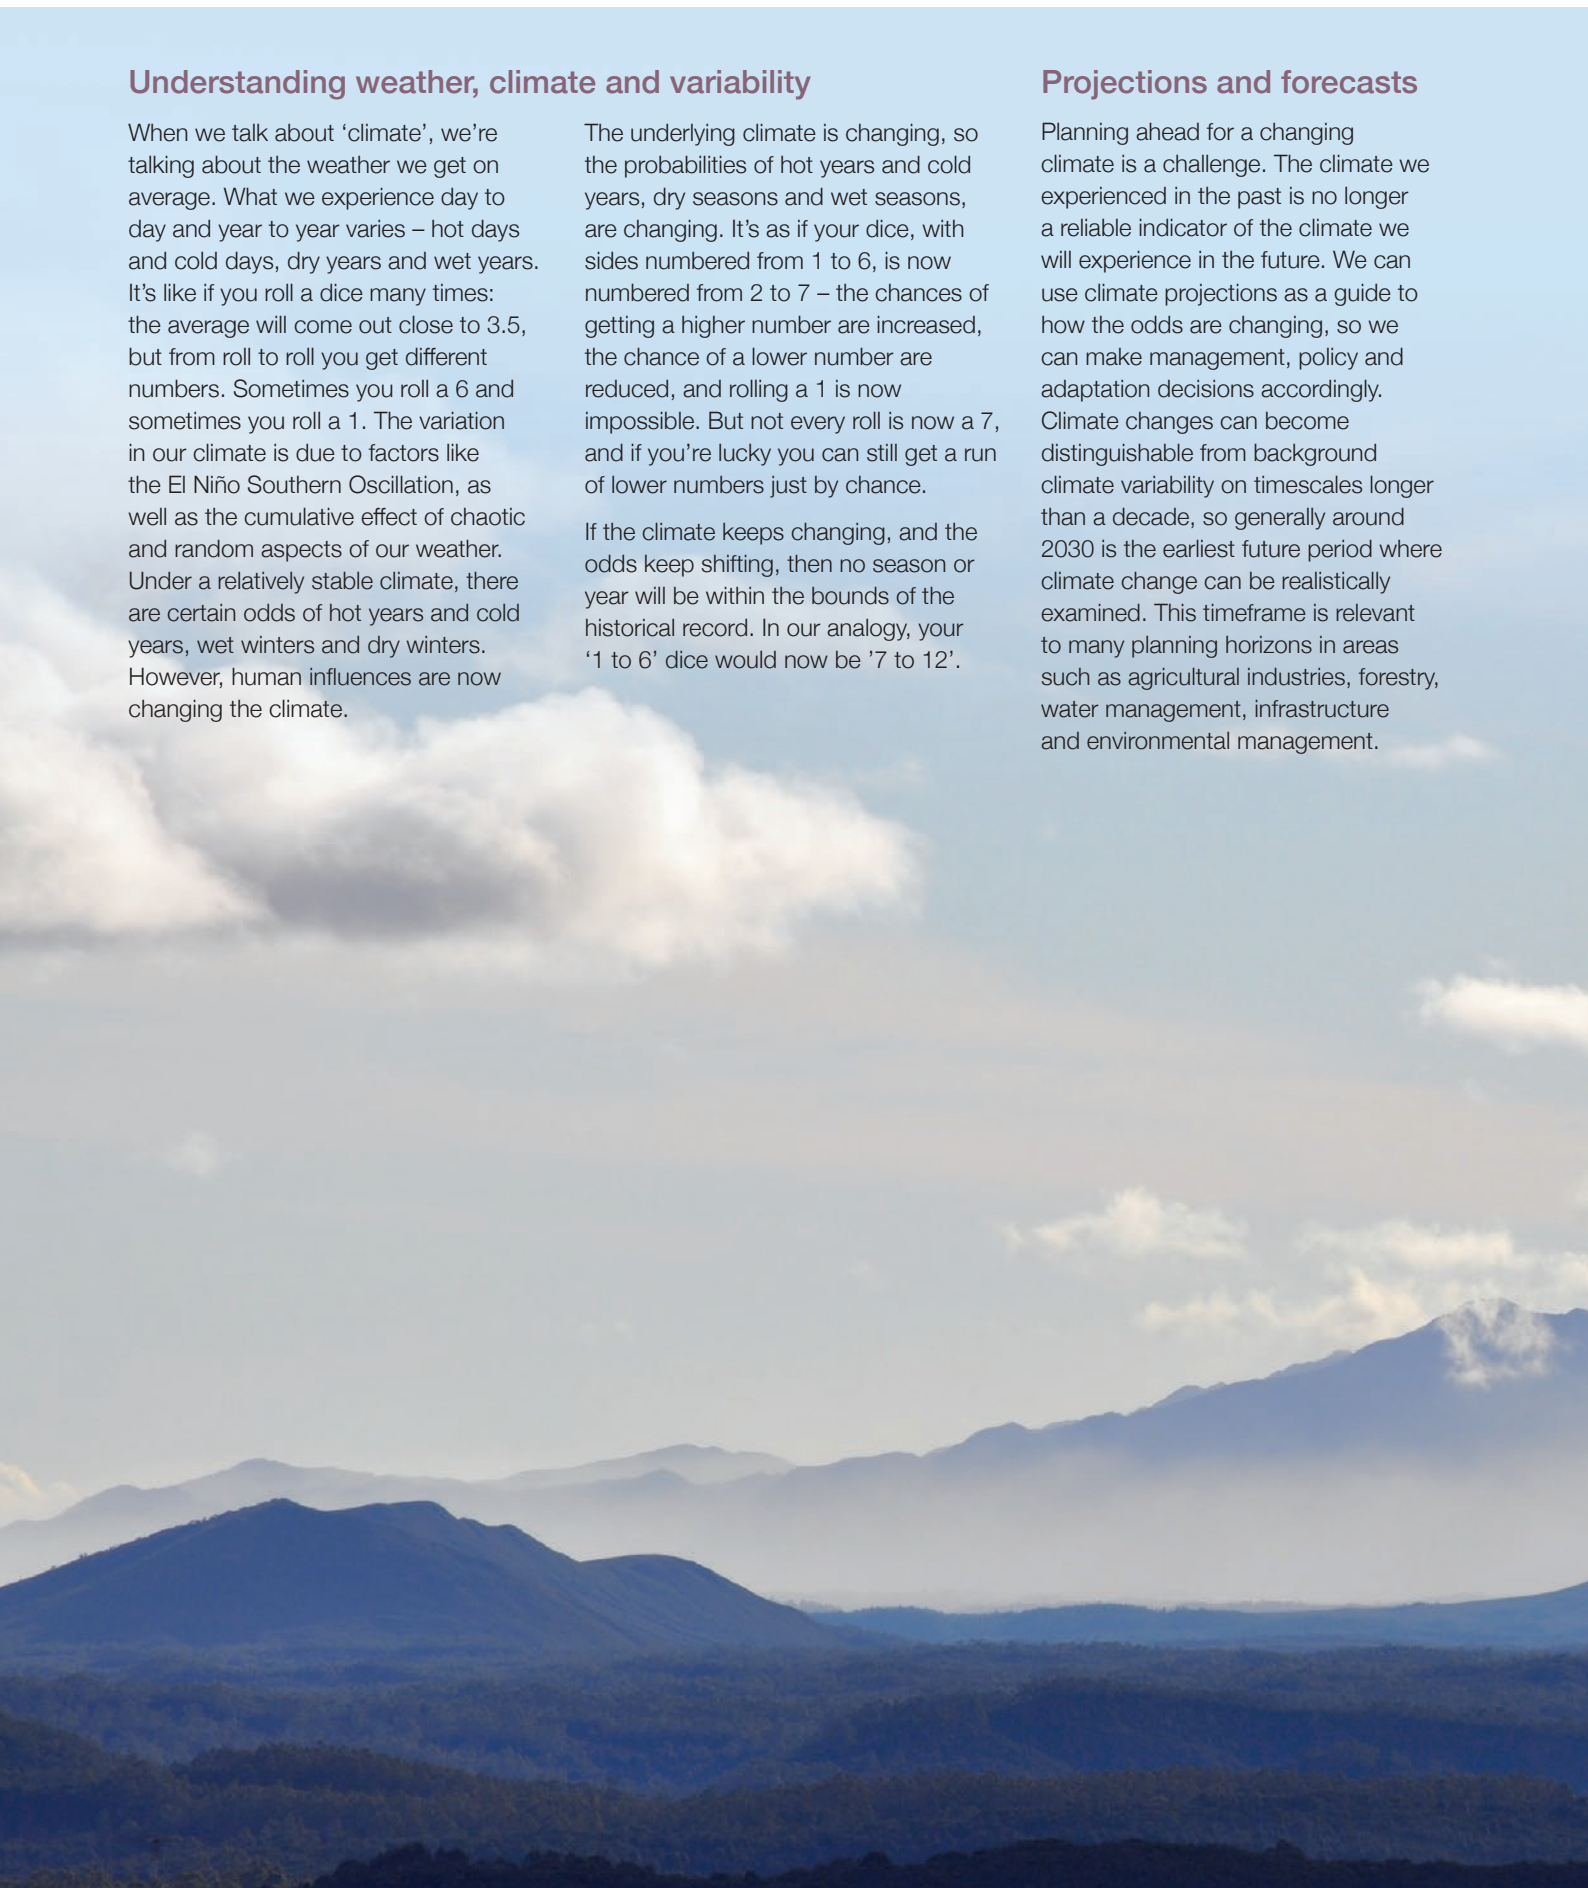 Understanding weather, climate and variability
When we talk about ‘climate’, we’re
talking about the weather we get on
average. What we experience day to
day and year to year varies – hot days
and cold days, dry years and wet years.
It’s like if you roll a dice many times:
the average will come out close to 3.5,
but from roll to roll you get different
numbers. Sometimes you roll a 6 and
sometimes you roll a 1. The variation
in our climate is due to factors like
the El Niño Southern Oscillation, as
well as the cumulative effect of chaotic
and random aspects of our weather.
Under a relatively stable climate, there
are certain odds of hot years and cold
years, wet winters and dry winters.
However, human influences are now
changing the climate.
The underlying climate is changing, so
the probabilities of hot years and cold
years, dry seasons and wet seasons,
are changing. It’s as if your dice, with
sides numbered from 1 to 6, is now
numbered from 2 to 7 – the chances of
getting a higher number are increased,
the chance of a lower number are
reduced, and rolling a 1 is now
impossible. But not every roll is now a 7,
and if you’re lucky you can still get a run
of lower numbers just by chance.
If the climate keeps changing, and the
odds keep shifting, then no season or
year will be within the bounds of the
historical record. In our analogy, your
‘1 to 6’ dice would now be ’7 to 12’.
Projections and forecasts
Planning ahead for a changing
climate is a challenge. The climate we
experienced in the past is no longer
a reliable indicator of the climate we
will experience in the future. We can
use climate projections as a guide to
how the odds are changing, so we
can make management, policy and
adaptation decisions accordingly.
Climate changes can become
distinguishable from background
climate variability on timescales longer
than a decade, so generally around
2030 is the earliest future period where
climate change can be realistically
examined. This timeframe is relevant
to many planning horizons in areas
such as agricultural industries, forestry,
water management, infrastructure
and environmental management.